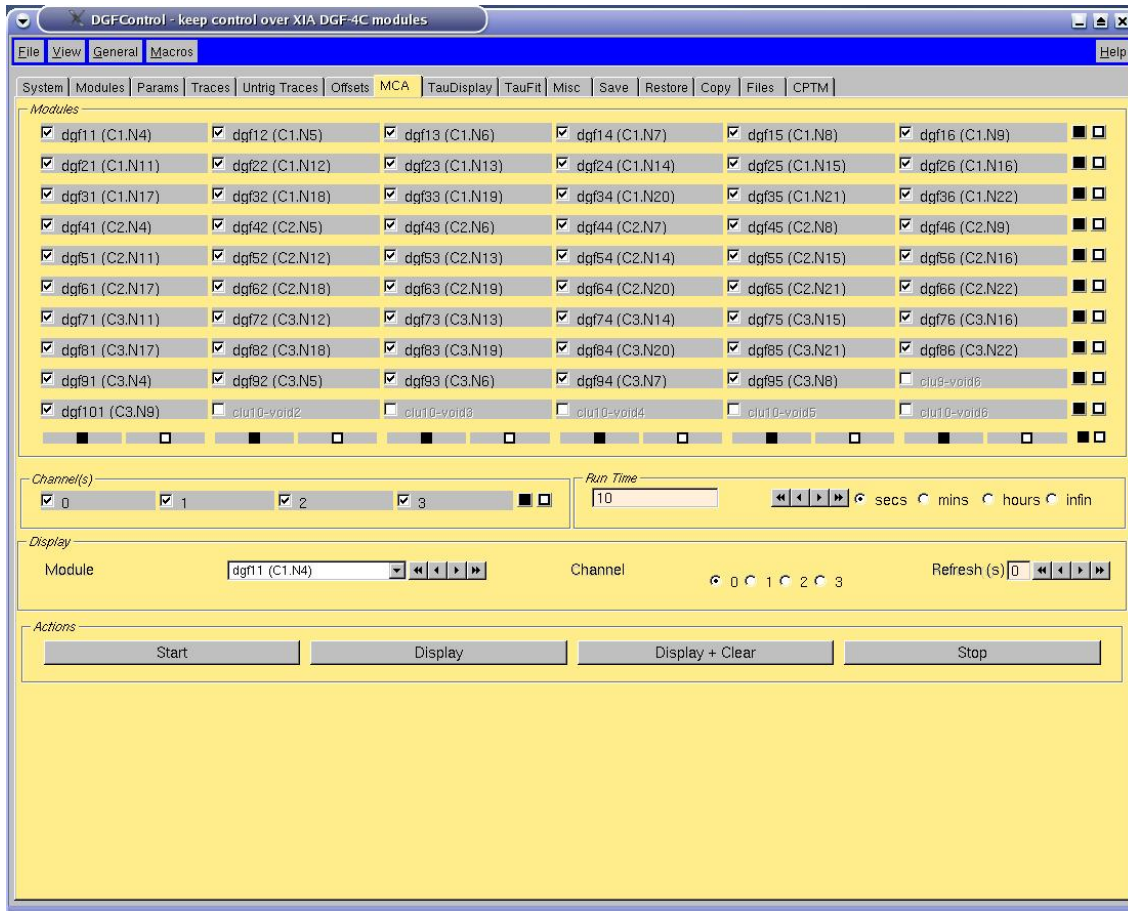 DGFControl - keep control over XIA DGF-4C modules
File View General Macros Help
System Modules Params Traces Untrig Traces Offsets MCA TauDisplay TauFit Misc Save Restore Copy Files CPTM
Modules
dgf11 (C1.N4) dgf12 (C1.N5) dgf13 (C1.N6) dgf14 (C1.N7) dgf15 (C1.N8) dgf16 (C1.N9)
dgf21 (C1.N11) dgf22 (C1.N12) dgf23 (C1.N13) dgf24 (C1.N14) dgf25 (C1.N15) dgf26 (C1.N16)
dgf31 (C1.N17) dgf32 (C1.N18) dgf33 (C1.N19) dgf34 (C1.N20) dgf35 (C1.N21) dgf36 (C1.N22)
dgf41 (C2.N4) dgf42 (C2.N5) dgf43 (C2.N6) dgf44 (C2.N7) dgf45 (C2.N8) dgf46 (C2.N9)
dgf51 (C2.N11) dgf52 (C2.N12) dgf53 (C2.N13) dgf54 (C2.N14) dgf55 (C2.N15) dgf56 (C2.N16)
dgf61 (C2.N17) dgf62 (C2.N18) dgf63 (C2.N19) dgf64 (C2.N20) dgf65 (C2.N21) dgf66 (C2.N22)
dgf71 (C3.N11) dgf72 (C3.N12) dgf73 (C3.N13) dgf74 (C3.N14) dgf75 (C3.N15) dgf76 (C3.N16)
dgf81 (C3.N17) dgf82 (C3.N18) dgf83 (C3.N19) dgf84 (C3.N20) dgf85 (C3.N21) dgf86 (C3.N22)
dgf91 (C3.N4) dgf92 (C3.N5) dgf93 (C3.N6) dgf94 (C3.N7) dgf95 (C3.N8) clu9-void6
dgf101 (C3.N9) clu10-void2 clu10-void3 clu10-void4 clu10-void5 clu10-void6
Channel(s) Run Time
0 1 2 3 10 secs mins hours infin
Display
Module dgf11 (C1.N4) Channel 0 1 2 3 Refresh (s) 0
Actions
Start Display Display + Clear Stop